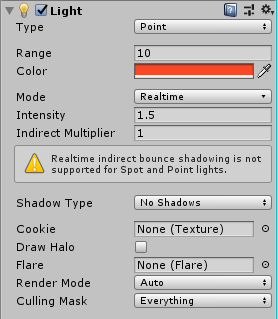 Light
Type Point
Range 10
Color
Mode Realtime
Intensity 1.5
Indirect Multiplier 1
Realtime indirect bounce shadowing is not
supported for Spot and Point lights.
Shadow Type No Shadows
Cookie None (Texture)
Draw Halo
Flare None (Flare)
Render Mode Auto
Culling Mask Everything